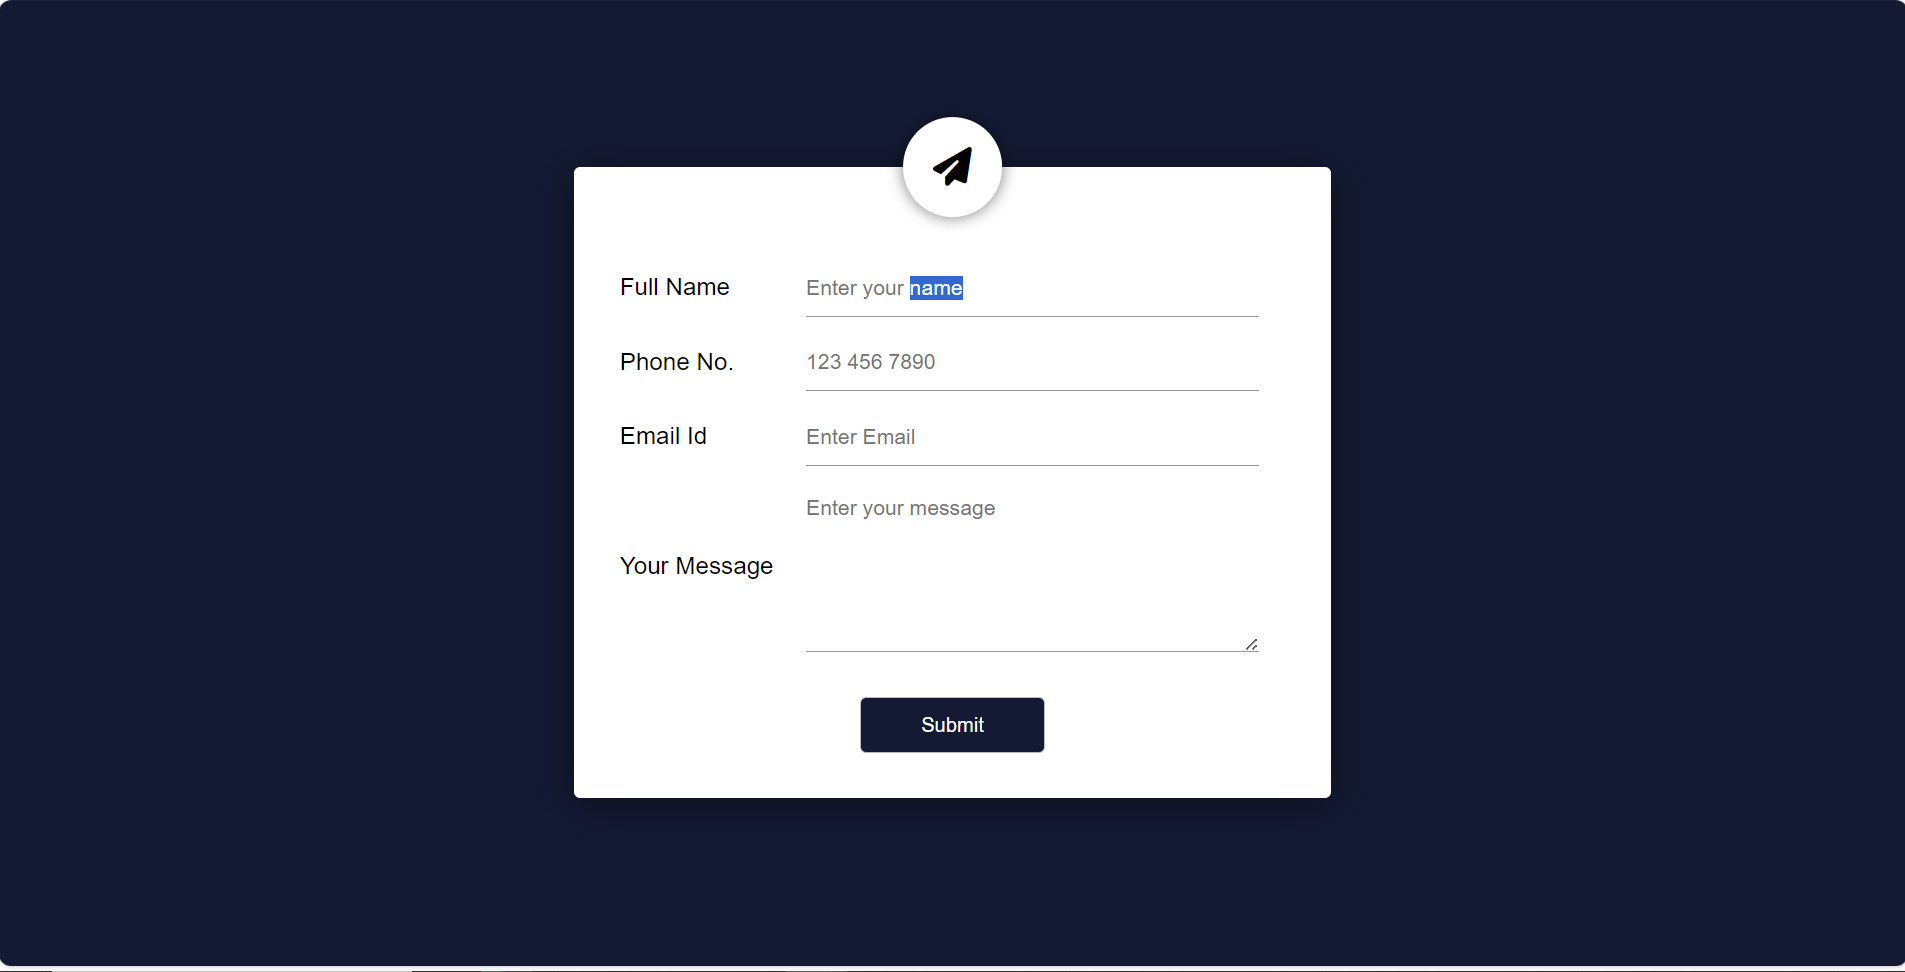 Full Name Enter your name
Phone No. 123 456 7890
Email Id Enter Email
Enter your message
Your Message
Submit